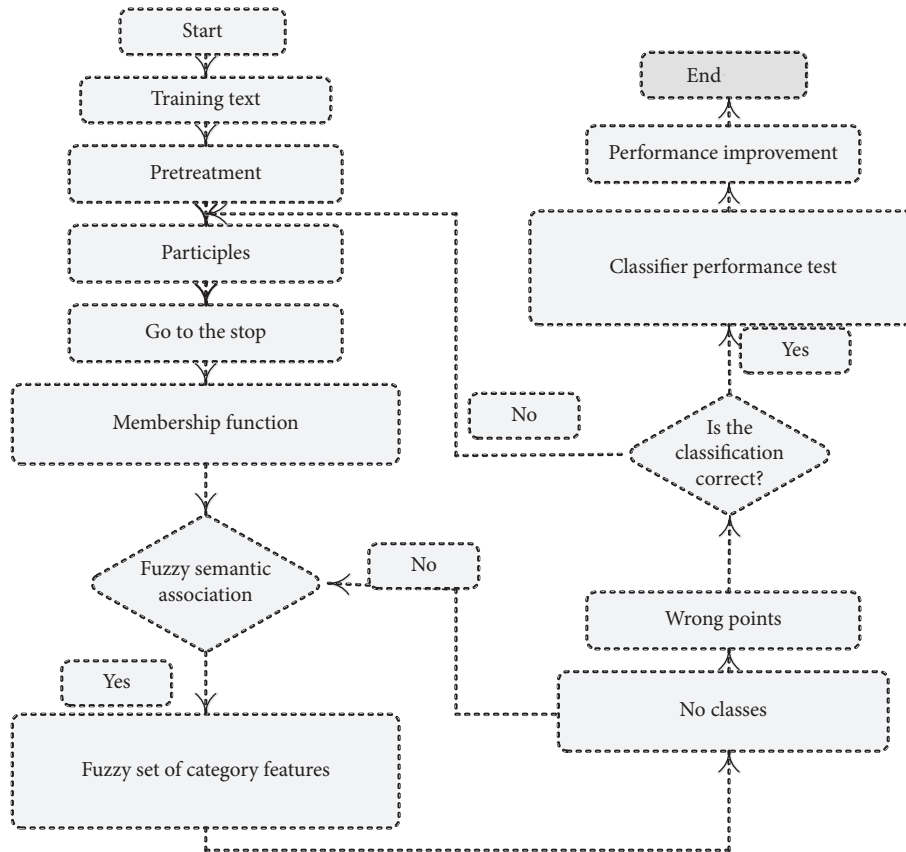 Start
Training text
Pretreatment
Participles
Go to the stop
Membership function
Fuzzy semantic
association
Yes
Fuzzy set of category features
No
No classes
Wrong points
Is the
classification
correct?
No
Yes
Classifier performance test
Performance improvement
End